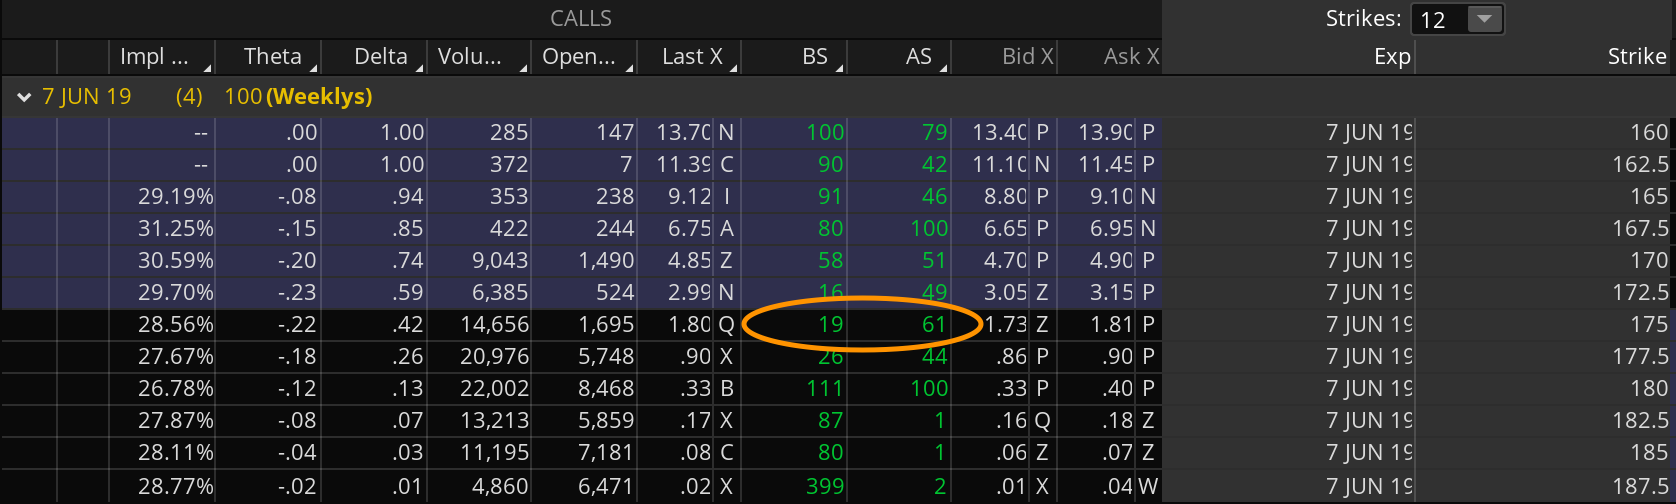 CALLS Strikes: 12
Impl ... Theta Delta Volu... Open... Last X BS AS Bid X Ask X Exp Strike
7 JUN 19 (4) 100 (Weeklys)
-- .00 1.00 285 147 13.70 N 100 79 13.40 P 13.90 P 7 JUN 19 160
-- .00 1.00 372 7 11.39 C 90 42 11.10 N 11.45 P 7 JUN 19 162.5
29.19% -.08 .94 353 238 9.12 I 91 46 8.80 P 9.10 N 7 JUN 19 165
31.25% -.15 .85 422 244 6.75 A 80 100 6.65 P 6.95 N 7 JUN 19 167.5
30.59% -.20 .74 9,043 1,490 4.85 Z 58 51 4.70 P 4.90 P 7 JUN 19 170
29.70% -.23 .59 6,385 524 2.99 N 16 49 3.05 Z 3.15 P 7 JUN 19 172.5
28.56% -.22 .42 14,656 1,695 1.80 Q 19 61 1.73 Z 1.81 P 7 JUN 19 175
27.67% -.18 .26 20,976 5,748 .90 X 26 44 .86 P .90 P 7 JUN 19 177.5
26.78% -.12 .13 22,002 8,468 .33 B 111 100 .33 P .40 P 7 JUN 19 180
27.87% -.08 .07 13,213 5,859 .17 X 87 1 .16 Q .18 Z 7 JUN 19 182.5
28.11% -.04 .03 11,195 7,181 .08 C 80 1 .06 Z .07 Z 7 JUN 19 185
28.77% -.02 .01 4,860 6,471 .02 X 399 2 .01 X .04 W 7 JUN 19 187.5